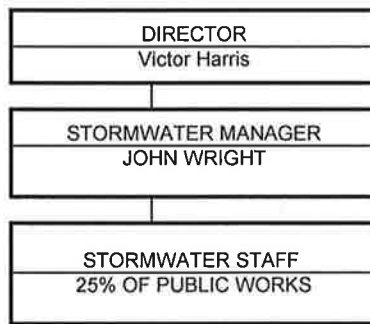 DIRECTOR
Victor Harris
STORMWATER MANAGER
JOHN WRIGHT
STORMWATER STAFF
25% OF PUBLIC WORKS